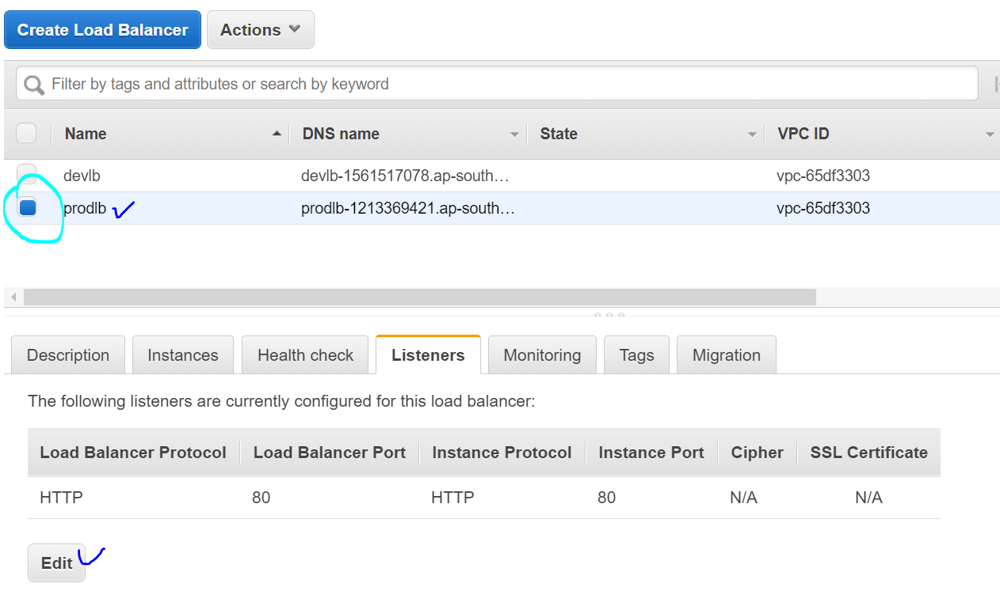 Create Load Balancer Actions
Filter by tags and attributes or search by keyword
Name DNS name State VPC ID
devlb devlb-1561517078.ap-south... vpc-65df3303
prodlb prodlb-1213369421.ap-south... vpc-65df3303
Description Instances Health check Listeners Monitoring Tags Migration
The following listeners are currently configured for this load balancer:
Load Balancer Protocol Load Balancer Port Instance Protocol Instance Port Cipher SSL Certificate
HTTP 80 HTTP 80 N/A N/A
Edit